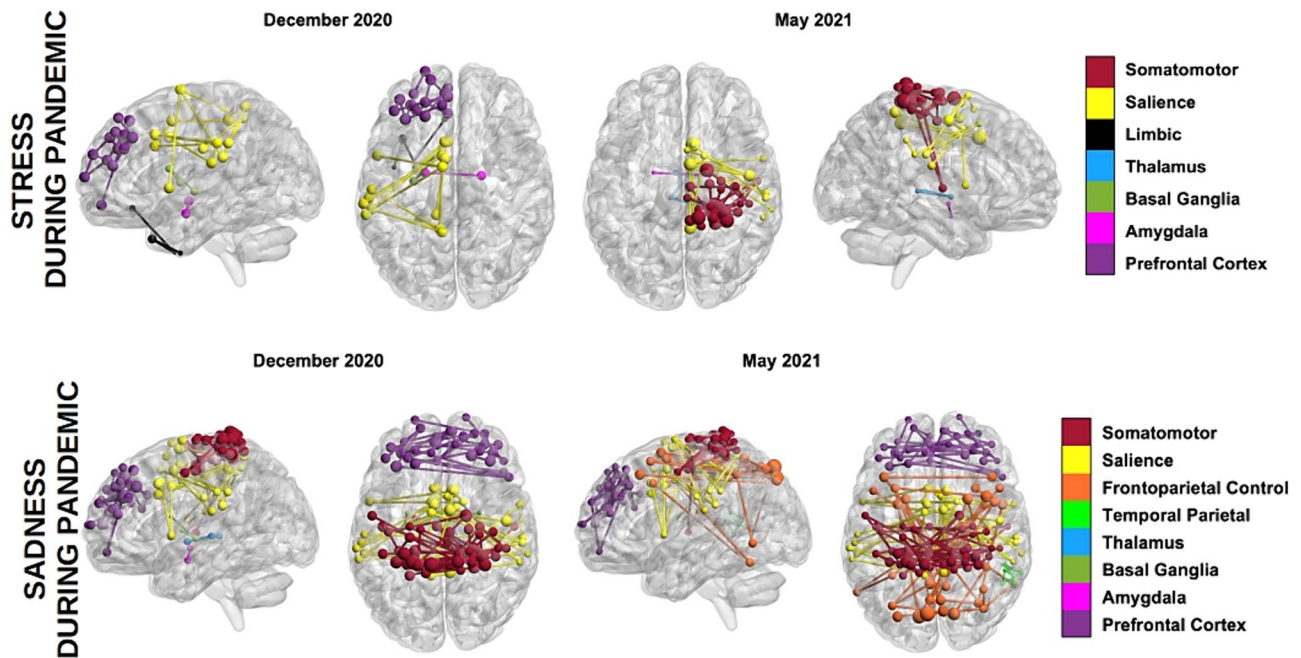 STRESS
DURING PANDEMIC
December 2020
May 2021
Somatomotor
Salience
Limbic
Thalamus
Basal Ganglia
Amygdala
Prefrontal Cortex
SADNESS
DURING PANDEMIC
December 2020
May 2021
Somatomotor
Salience
Frontoparietal Control
Temporal Parietal
Thalamus
Basal Ganglia
Amygdala
Prefrontal Cortex